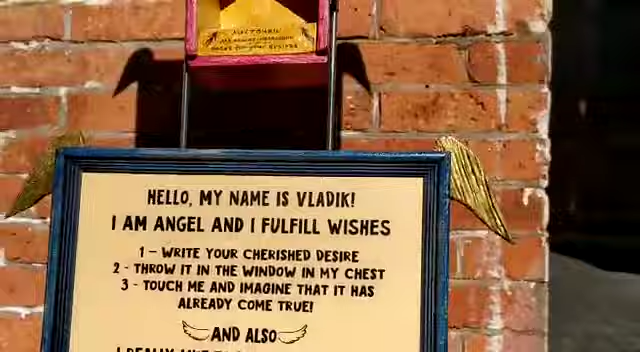 HELLO, MY NAME IS VLADIK!
I AM ANGEL AND I FULFILL WISHES
1 - WRITE YOUR CHERISHED DESIRE
2 - THROW IT IN THE WINDOW IN MY CHEST
3 - TOUCH ME AND IMAGINE THAT IT HAS
ALREADY COME TRUE!
AND ALSO
I REALLY